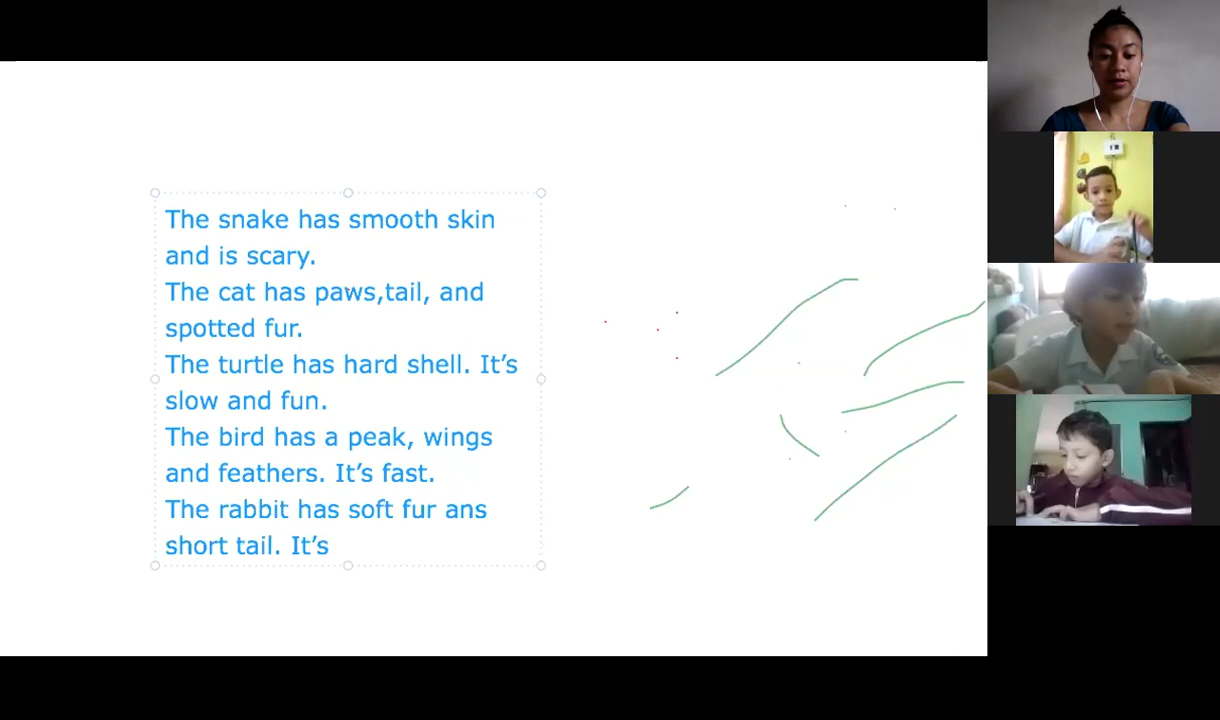 The snake has smooth skin
and is scary.
The cat has paws,tail, and
spotted fur.
The turtle has hard shell. It's
slow and fun.
The bird has a peak, wings
and feathers. It's fast.
The rabbit has soft fur ans
short tail. It's